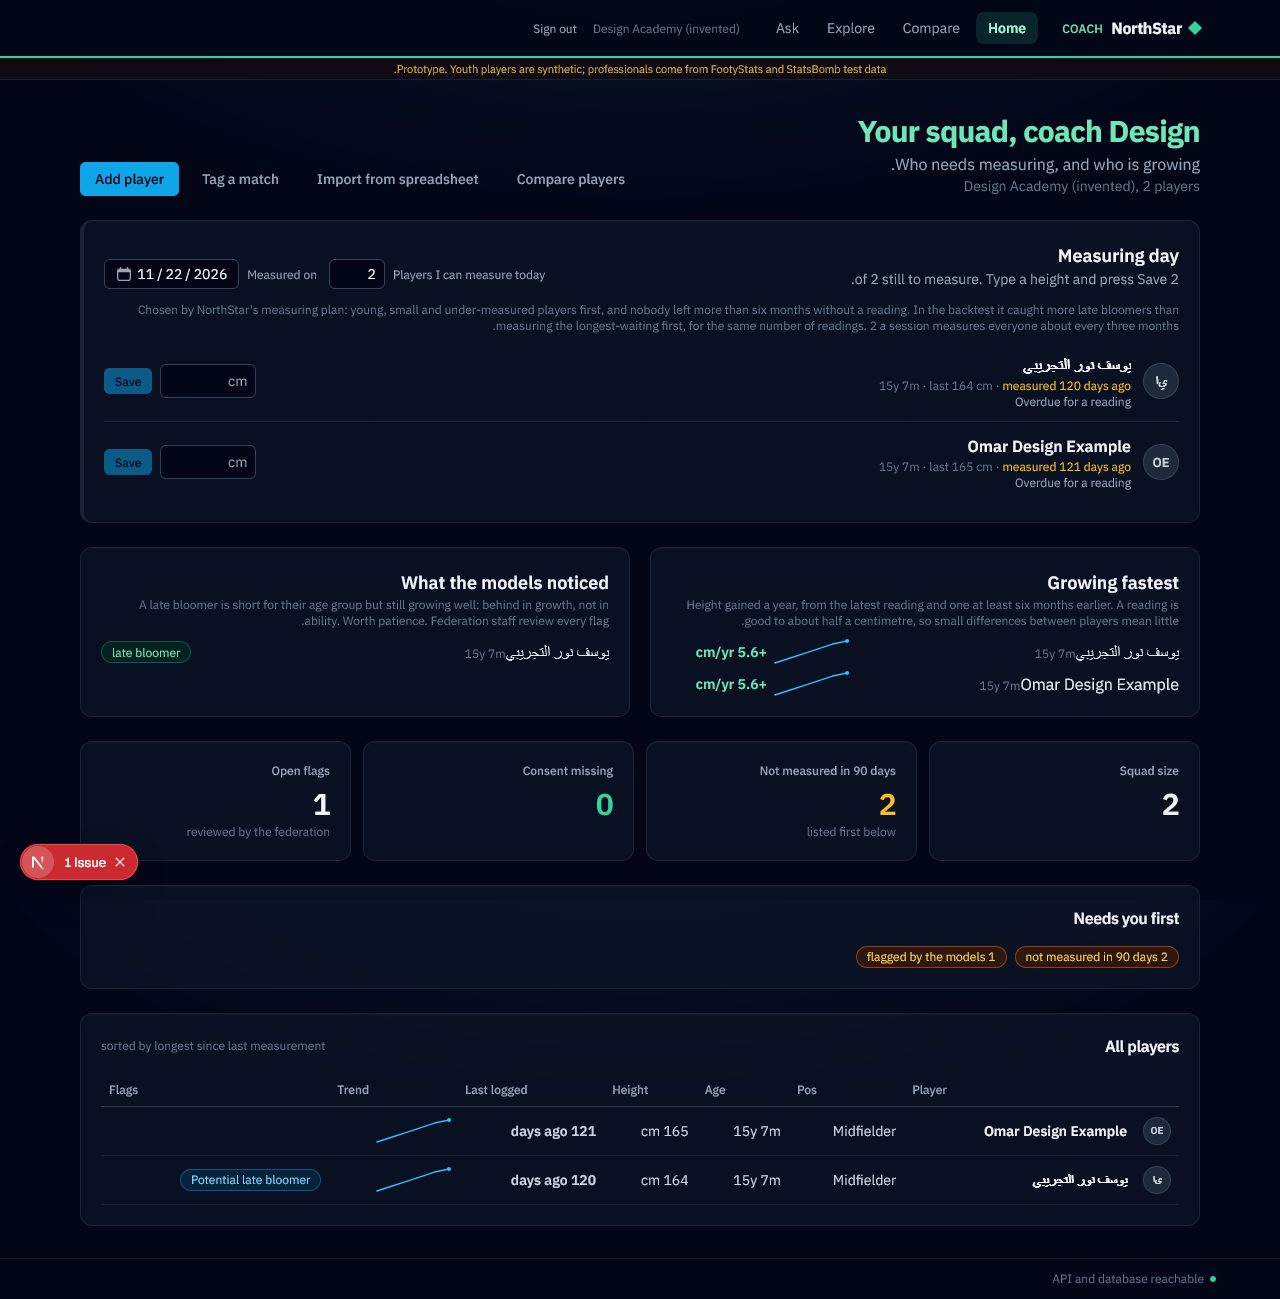 NorthStar COACH
Home
Compare
Explore
Ask
Design Academy (invented)
Sign out
.Prototype. Youth players are synthetic; professionals come from FootyStats and StatsBomb test data
Your squad, coach Design
.Who needs measuring, and who is growing
Design Academy (invented), 2 players
Compare players
Import from spreadsheet
Tag a match
Add player
Measuring day
.of 2 still to measure. Type a height and press Save 2
Players I can measure today
2
Measured on
11 / 22 / 2026
Chosen by NorthStar's measuring plan: young, small and under-measured players first, and nobody left more than six months without a reading. In the backtest it caught more late bloomers than
.measuring the longest-waiting first, for the same number of readings. 2 a session measures everyone about every three months
يا
يوسف نور التجريبي
15y 7m · last 164 cm · measured 120 days ago
Overdue for a reading
cm
Save
OE
Omar Design Example
15y 7m · last 165 cm · measured 121 days ago
Overdue for a reading
cm
Save
Growing fastest
Height gained a year, from the latest reading and one at least six months earlier. A reading is
.good to about half a centimetre, so small differences between players mean little
يوسف نور التجريبي 15y 7m
cm/yr 5.6+
Omar Design Example 15y 7m
cm/yr 5.6+
What the models noticed
A late bloomer is short for their age group but still growing well: behind in growth, not in
.ability. Worth patience. Federation staff review every flag
يوسف نور التجريبي 15y 7m
late bloomer
Squad size
2
Not measured in 90 days
2
listed first below
Consent missing
0
Open flags
1
reviewed by the federation
1 Issue
Needs you first
not measured in 90 days 2
flagged by the models 1
All players
sorted by longest since last measurement
Player
Pos
Age
Height
Last logged
Trend
Flags
OE
Omar Design Example
Midfielder
15y 7m
cm 165
days ago 121
يا
يوسف نور التجريبي
Midfielder
15y 7m
cm 164
days ago 120
Potential late bloomer
API and database reachable